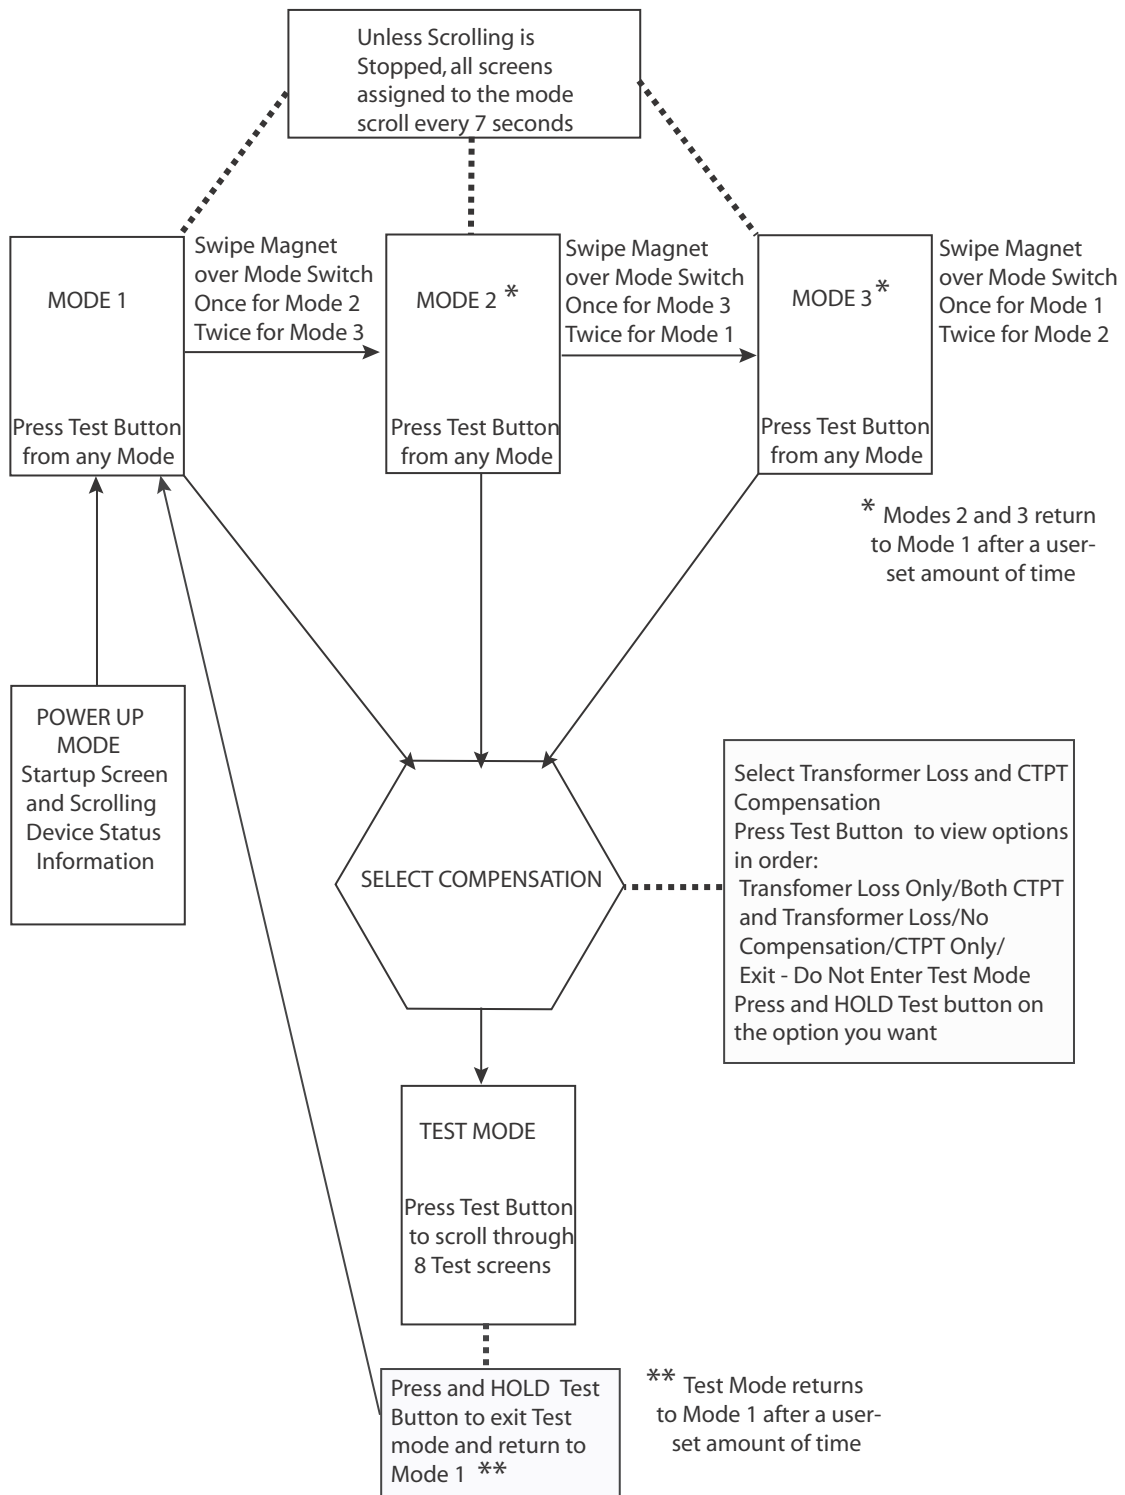 Unless Scrolling is
Stopped, all screens
assigned to the mode
scroll every 7 seconds
MODE 1
Press Test Button
from any Mode
Swipe Magnet
over Mode Switch
Once for Mode 2
Twice for Mode 3
MODE 2 *
Press Test Button
from any Mode
Swipe Magnet
over Mode Switch
Once for Mode 3
Twice for Mode 1
MODE 3 *
Press Test Button
from any Mode
Swipe Magnet
over Mode Switch
Once for Mode 1
Twice for Mode 2
* Modes 2 and 3 return
to Mode 1 after a user-
set amount of time
POWER UP
MODE
Startup Screen
and Scrolling
Device Status
Information
SELECT COMPENSATION
Select Transformer Loss and CTPT
Compensation
Press Test Button to view options
in order:
Transfomer Loss Only/Both CTPT
and Transformer Loss/No
Compensation/CTPT Only/
Exit - Do Not Enter Test Mode
Press and HOLD Test button on
the option you want
TEST MODE
Press Test Button
to scroll through
8 Test screens
Press and HOLD Test
Button to exit Test
mode and return to
Mode 1 **
** Test Mode returns
to Mode 1 after a user-
set amount of time